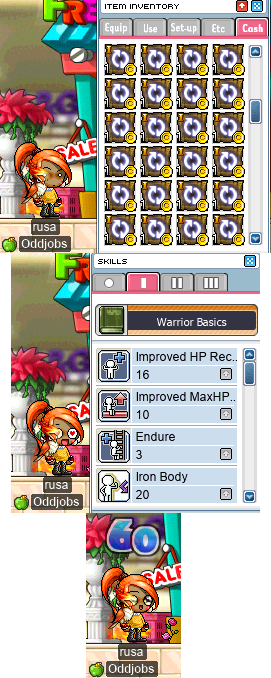 FRE
ITEM INVENTORY
Equip Use Set-up Etc Cash
SALE
rusa
Oddjobs
SKILLS
Warrior Basics
Improved HP Rec..
16
Improved MaxHP..
10
Endure
3
Iron Body
20
rusa
Oddjobs
60
SALE
rusa
Oddjobs